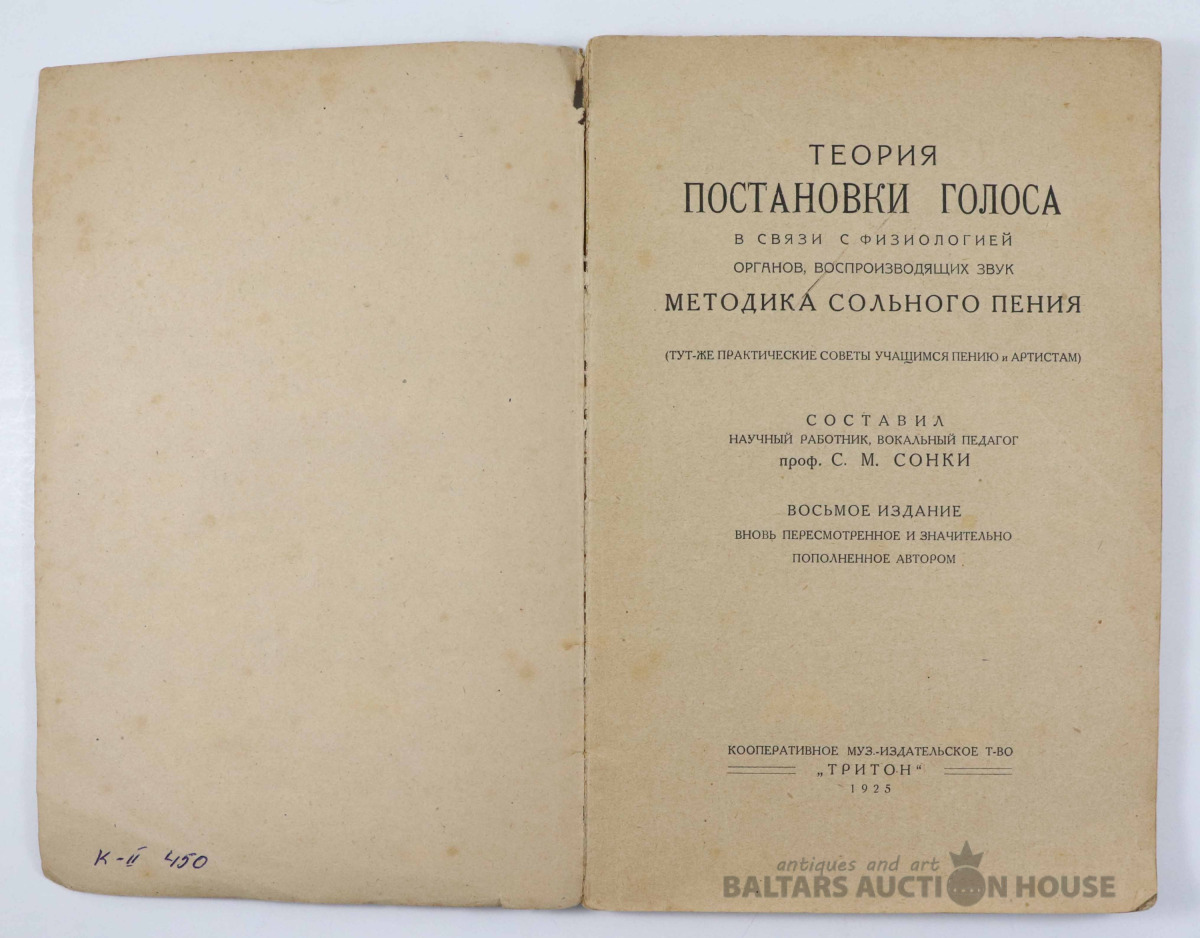 К-II 450
ТЕОРИЯ
ПОСТАНОВКИ ГОЛОСА
В СВЯЗИ С ФИЗИОЛОГИЕЙ
ОРГАНОВ, ВОСПРОИЗВОДЯЩИХ ЗВУК
МЕТОДИКА СОЛЬНОГО ПЕНИЯ
(ТУТ-ЖЕ ПРАКТИЧЕСКИЕ СОВЕТЫ УЧАЩИМСЯ ПЕНИЮ и АРТИСТАМ)
СОСТАВИЛ
НАУЧНЫЙ РАБОТНИК, ВОКАЛЬНЫЙ ПЕДАГОГ
проф. С. М. СОНКИ
ВОСЬМОЕ ИЗДАНИЕ
ВНОВЬ ПЕРЕСМОТРЕННОЕ И ЗНАЧИТЕЛЬНО
ПОПОЛНЕННОЕ АВТОРОМ
КООПЕРАТИВНОЕ МУЗ.-ИЗДАТЕЛЬСКОЕ Т-ВО
„ТРИТОН"
1925
antiques and art
BALTARS AUCTION HOUSE